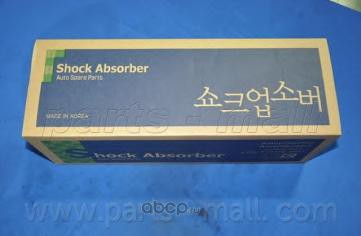 Shock Absorber
Auto Spare Parts
쇼크업소버
MADE IN KOREA
parts-mall
Shock Absorber
abcp
www.parts-mall.com